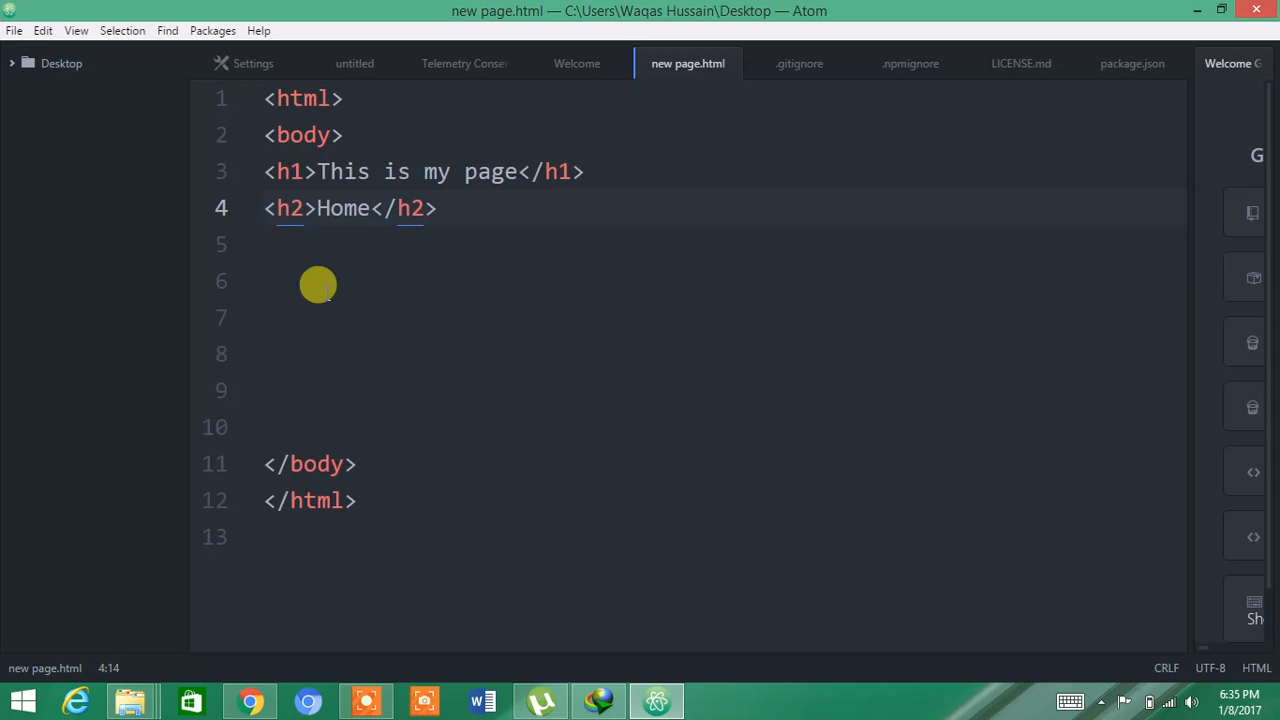 new page.html — C:\Users\Waqas Hussain\Desktop — Atom
File Edit View Selection Find Packages Help
Desktop
Settings untitled Telemetry Conser Welcome new page.html .gitignore .npmignore LICENSE.md package.json Welcome G
1 <html>
2 <body>
3 <h1>This is my page</h1>
4 <h2>Home</h2>
5
6
7
8
9
10
11 </body>
12 </html>
13
G
Sh
new page.html 4:14 CRLF UTF-8 HTML
6:35 PM
1/8/2017